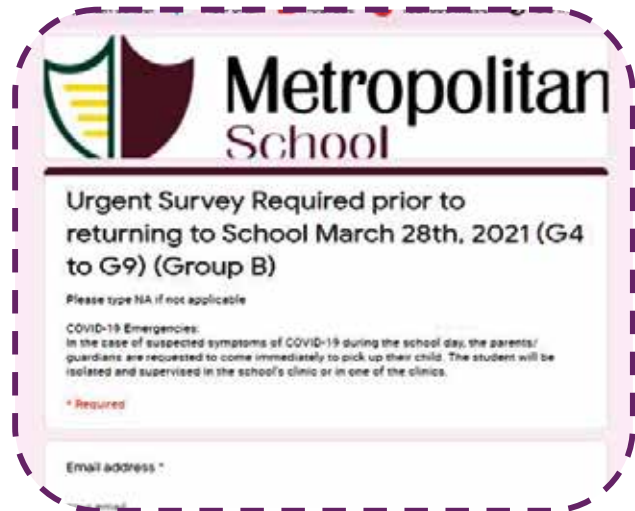 Metropolitan
School
Urgent Survey Required prior to
returning to School March 28th, 2021 (G4
to G9) (Group B)
Please type NA if not applicable
COVID-19 Emergencies:
In the case of suspected symptoms of COVID-19 during the school day, the parents/
guardians are requested to come immediately to pick up their child. The student will be
isolated and supervised in the school's clinic or in one of the clinics.
* Required
Email address *